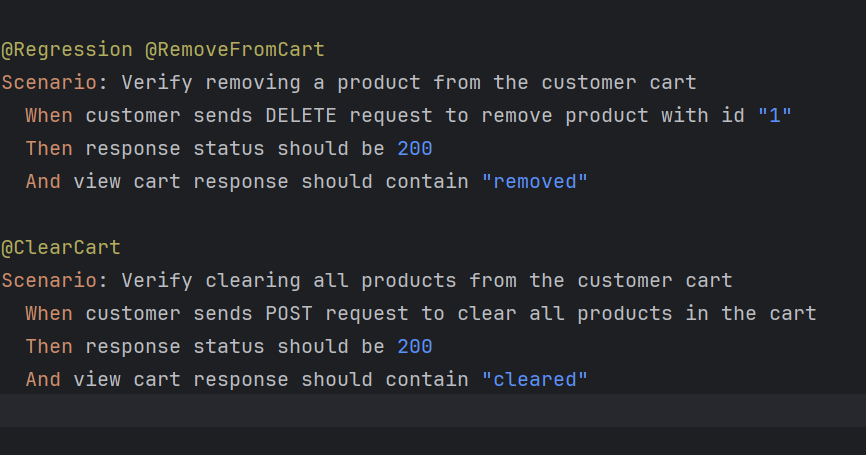 @Regression @RemoveFromCart
Scenario: Verify removing a product from the customer cart
When customer sends DELETE request to remove product with id "1"
Then response status should be 200
And view cart response should contain "removed"
@ClearCart
Scenario: Verify clearing all products from the customer cart
When customer sends POST request to clear all products in the cart
Then response status should be 200
And view cart response should contain "cleared"